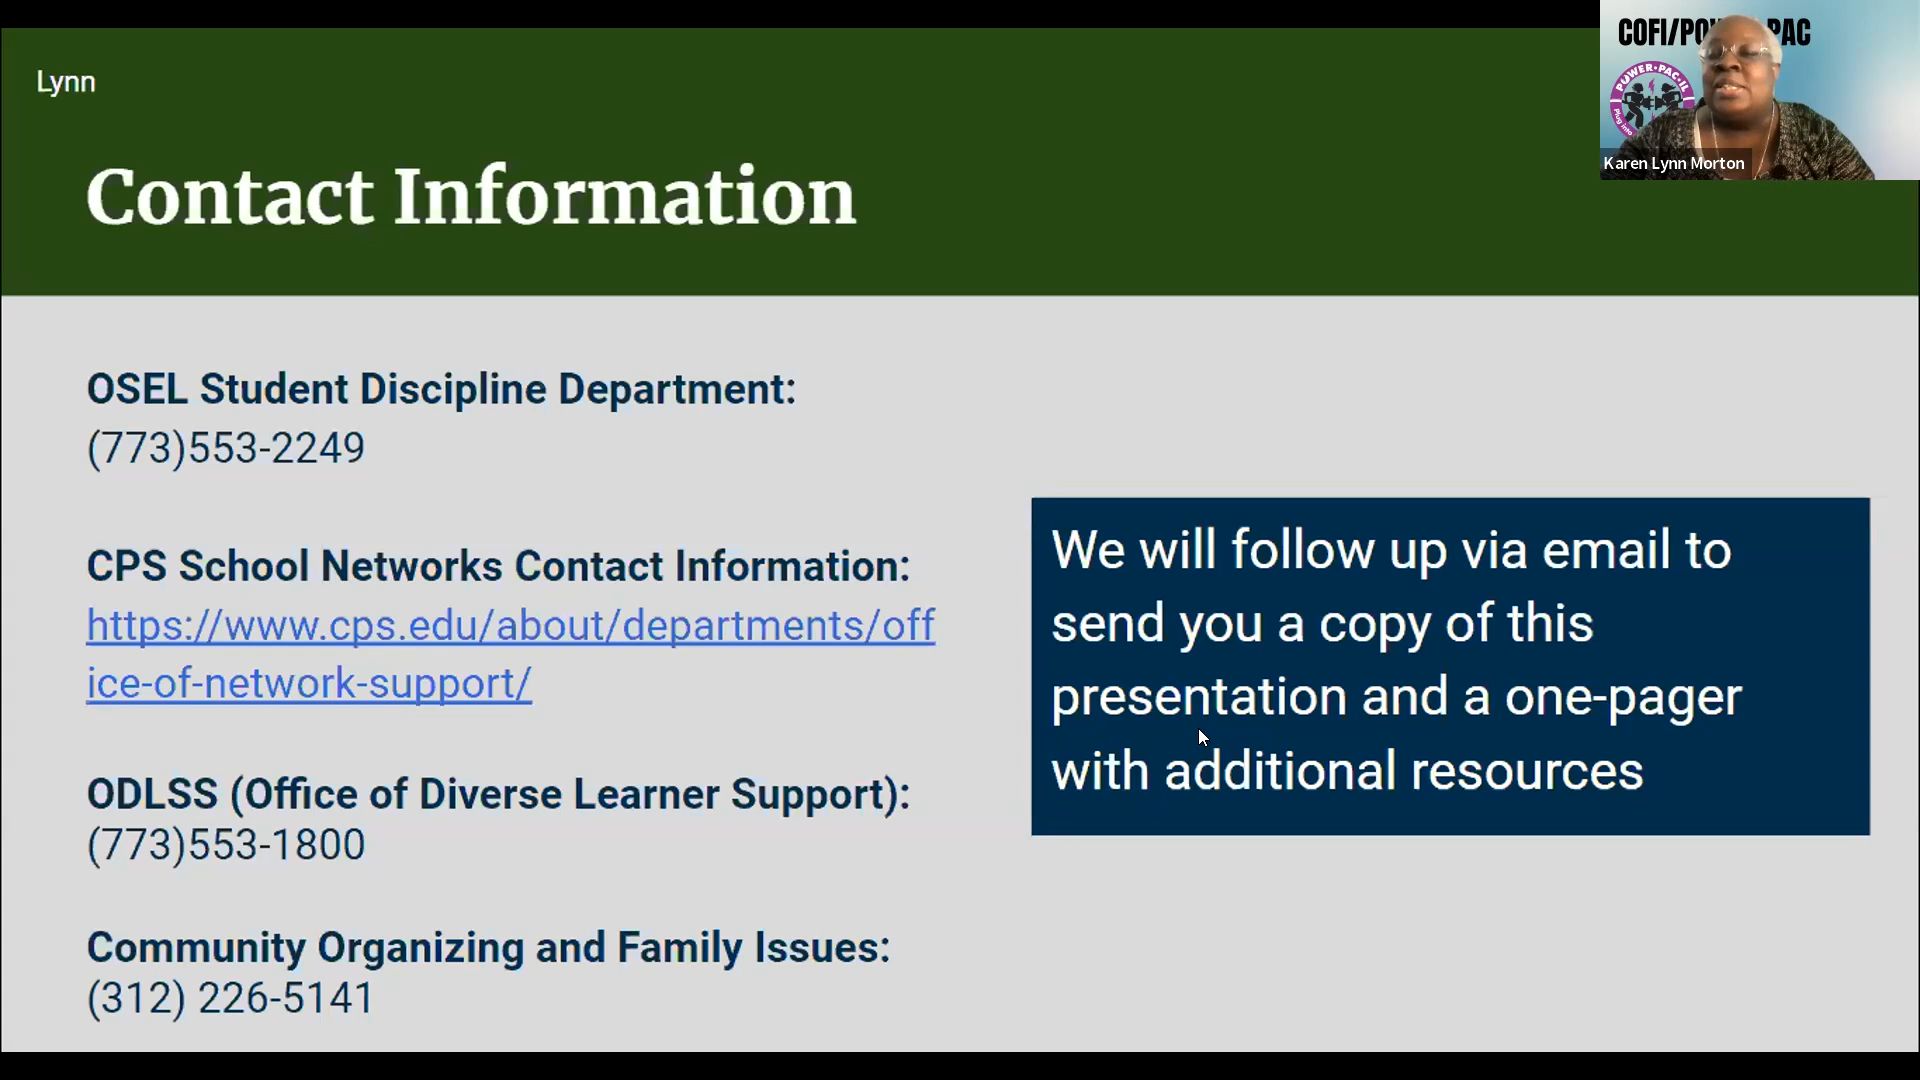 Lynn
Contact Information
OSEL Student Discipline Department:
(773)553-2249
CPS School Networks Contact Information:
https://www.cps.edu/about/departments/off
ice-of-network-support/
ODLSS (Office of Diverse Learner Support):
(773)553-1800
Community Organizing and Family Issues:
(312) 226-5141
We will follow up via email to
send you a copy of this
presentation and a one-pager
with additional resources
COFI/PO PAC
POWER-PAC IL
Karen Lynn Morton